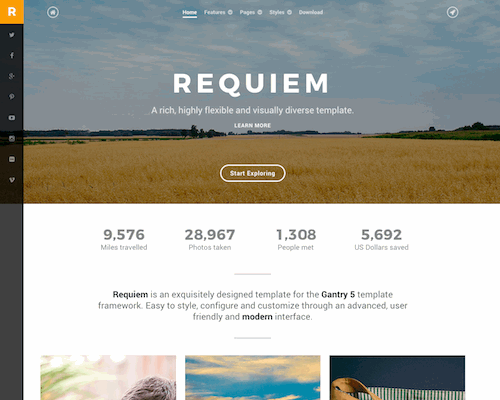 R
Home Features Pages Styles Download
REQUIEM
A rich, highly flexible and visually diverse template.
LEARN MORE
Start Exploring
9,576 28,967 1,308 5,692
Miles travelled Photos taken People met US Dollars saved
Requiem is an exquisitely designed template for the Gantry 5 template
framework. Easy to style, configure and customize through an advanced, user
friendly and modern interface.